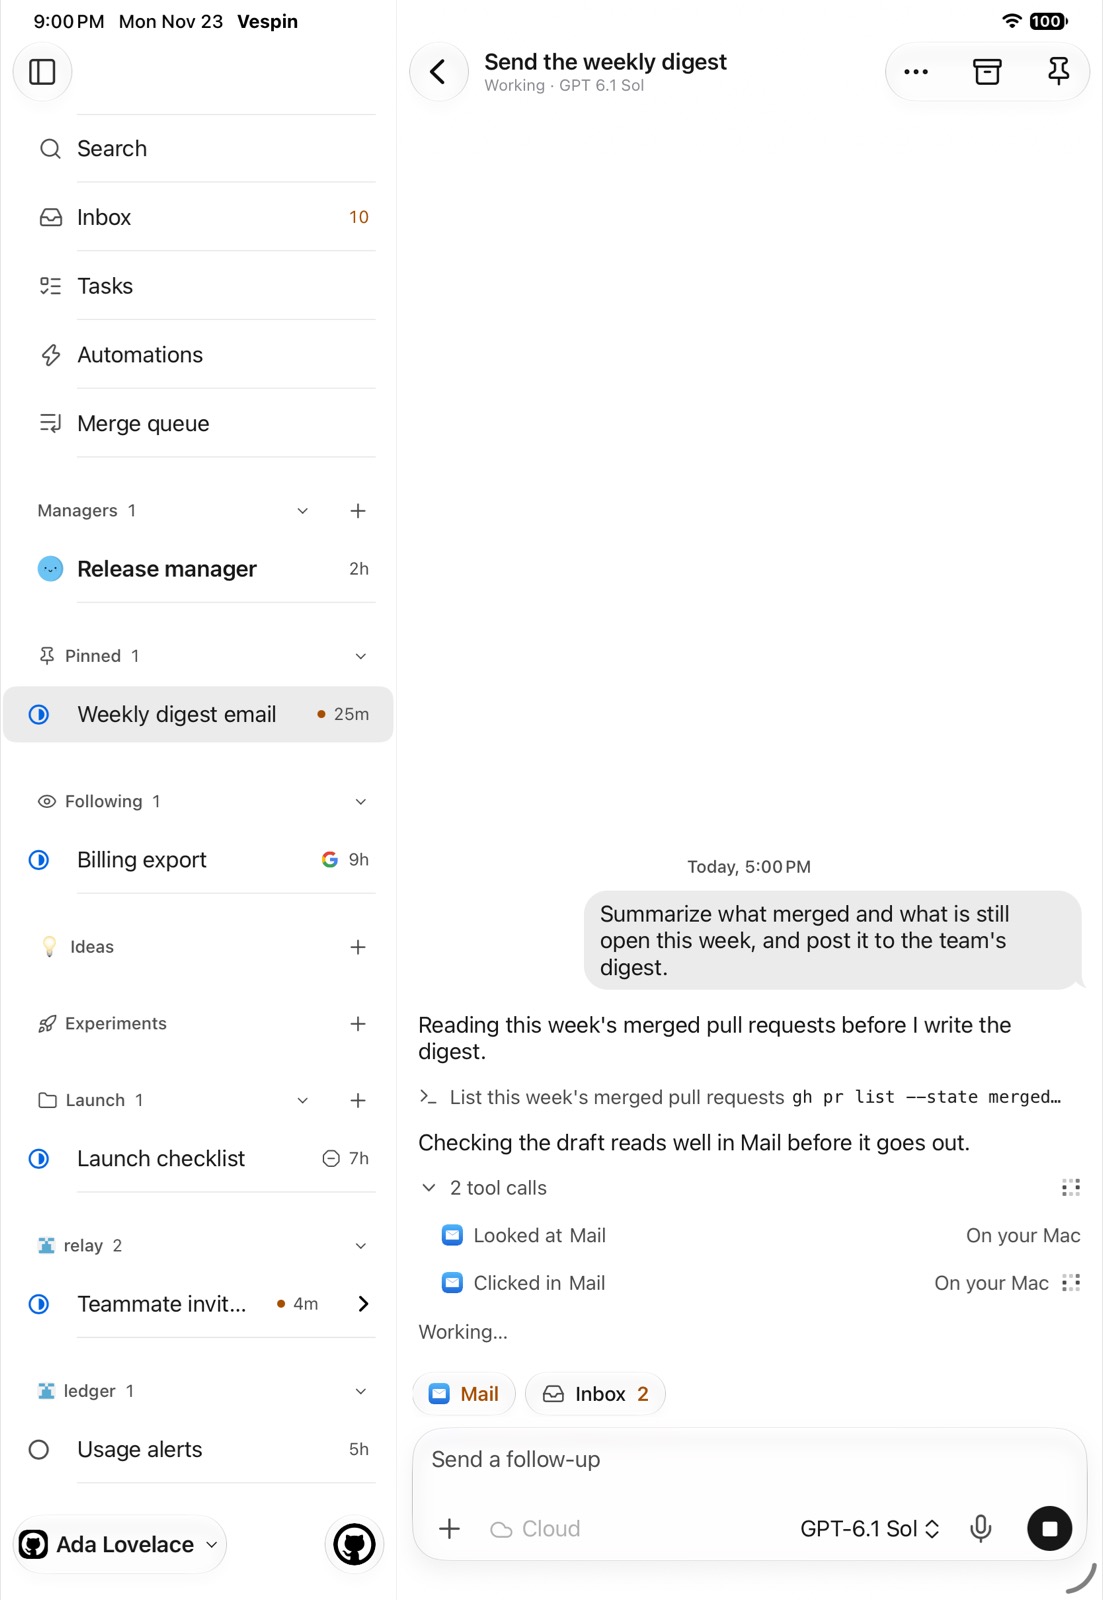 9:00 PM Mon Nov 23 Vespin
100
Search
Inbox 10
Tasks
Automations
Merge queue
Managers 1
Release manager 2h
Pinned 1
Weekly digest email 25m
Following 1
Billing export 9h
Ideas
Experiments
Launch 1
Launch checklist 7h
relay 2
Teammate invit... 4m
ledger 1
Usage alerts 5h
Ada Lovelace
Send the weekly digest
Working · GPT 6.1 Sol
Today, 5:00 PM
Summarize what merged and what is still
open this week, and post it to the team's
digest.
Reading this week's merged pull requests before I write the
digest.
List this week's merged pull requests gh pr list --state merged…
Checking the draft reads well in Mail before it goes out.
2 tool calls
Looked at Mail On your Mac
Clicked in Mail On your Mac
Working...
Mail
Inbox 2
Send a follow-up
Cloud
GPT-6.1 Sol